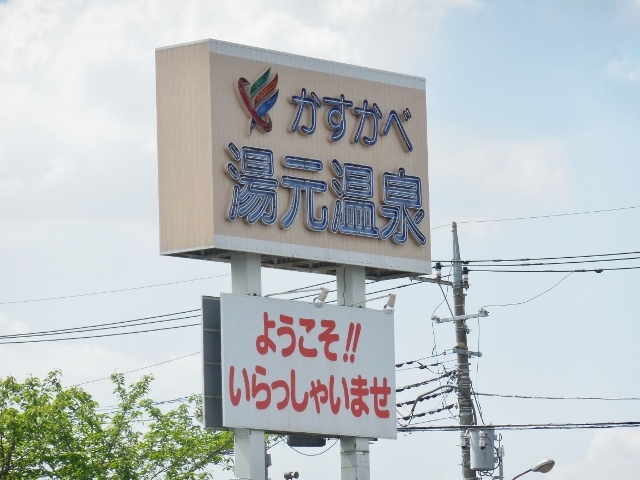 かすかべ
湯元温泉
ようこそ!!
いらっしゃいませ